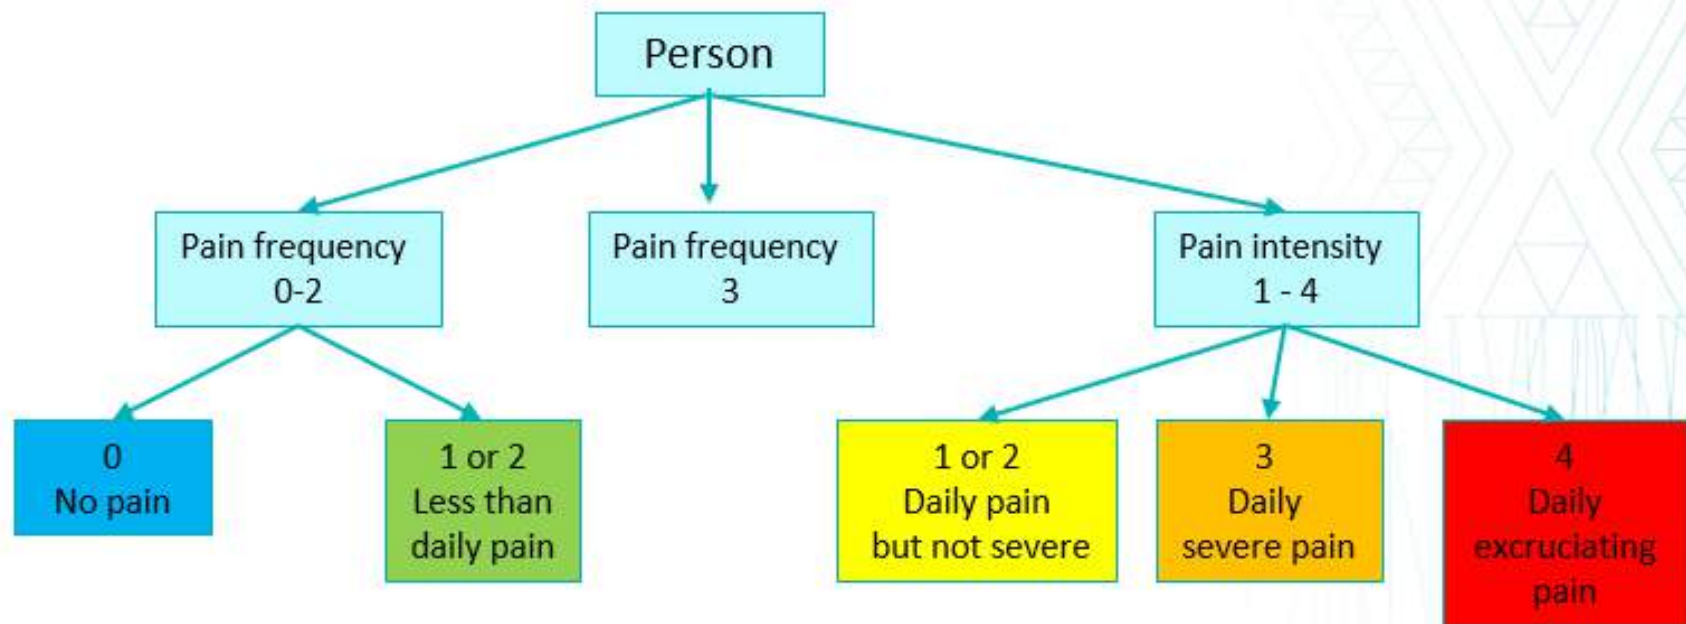 Person
Pain frequency
0-2
Pain frequency
3
Pain intensity
1 - 4
0
No pain
1 or 2
Less than
daily pain
1 or 2
Daily pain
but not severe
3
Daily
severe pain
4
Daily
excruciating
pain